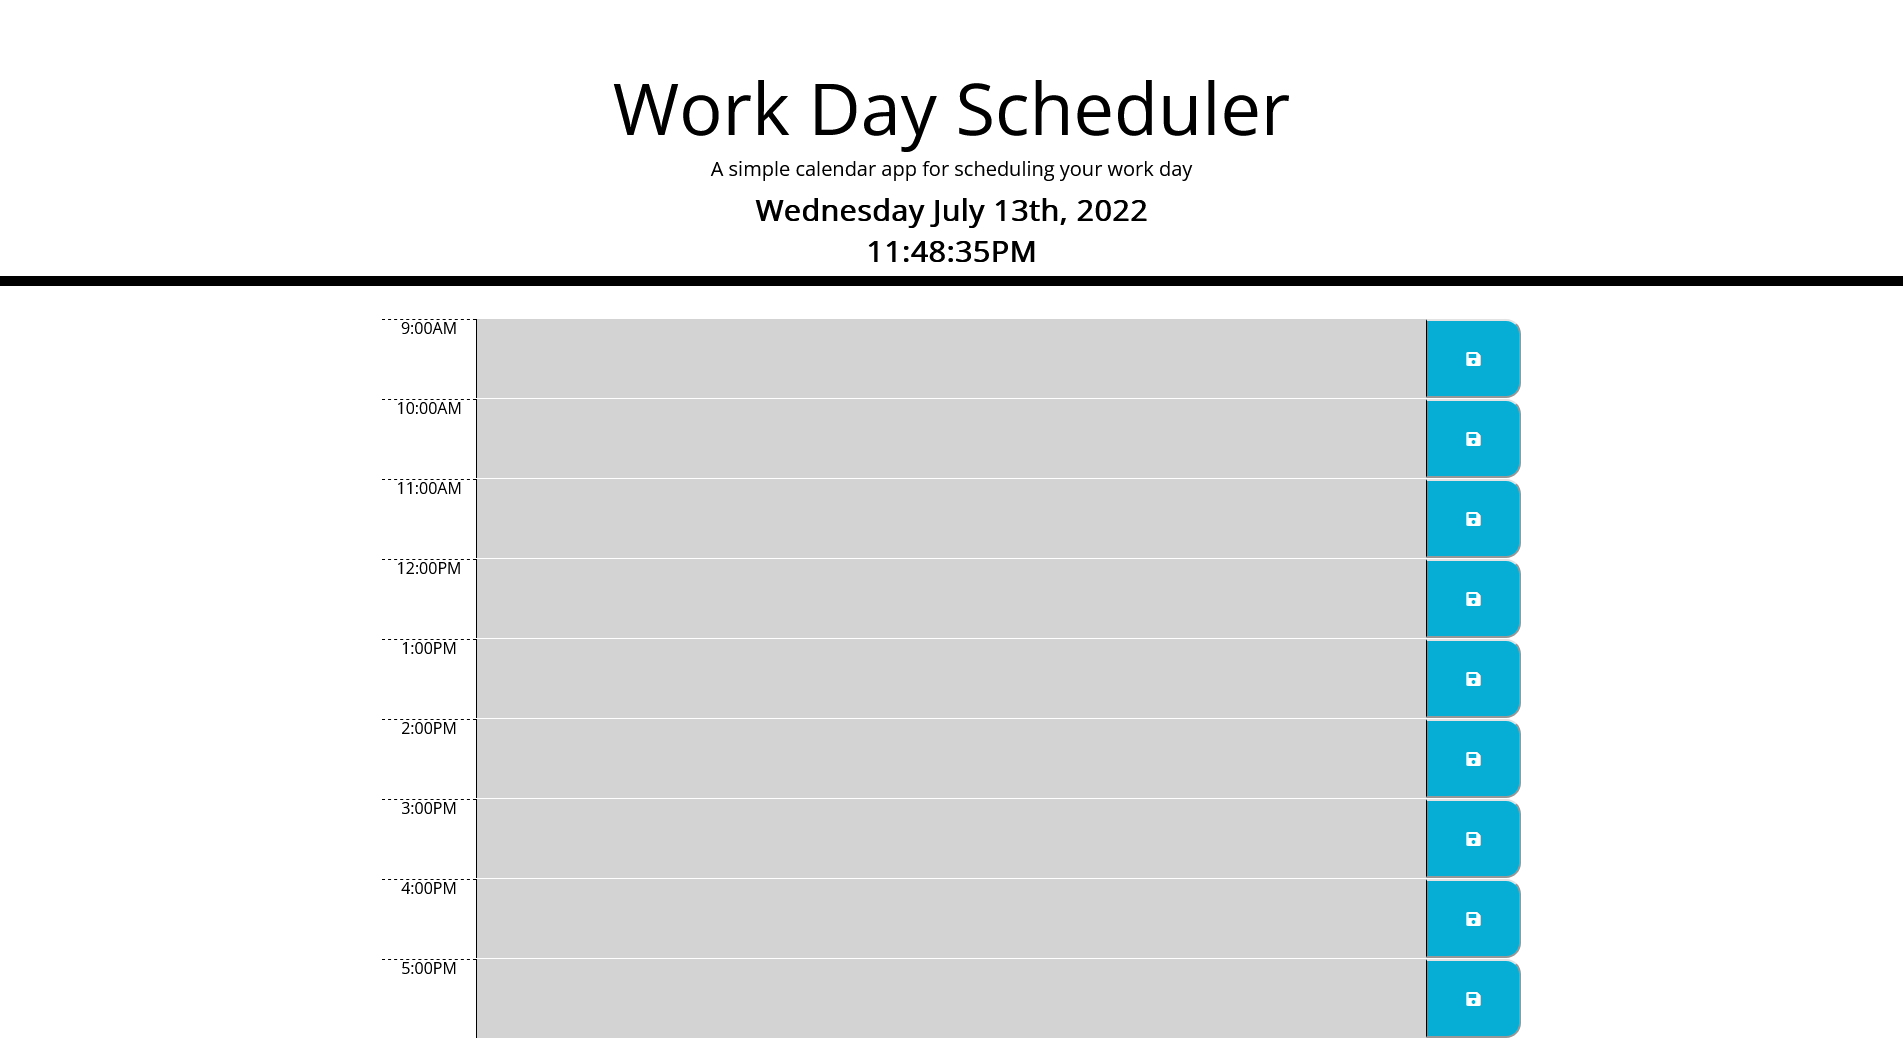 Work Day Scheduler
A simple calendar app for scheduling your work day
Wednesday July 13th, 2022
11:48:35PM
9:00AM
10:00AM
11:00AM
12:00PM
1:00PM
2:00PM
3:00PM
4:00PM
5:00PM